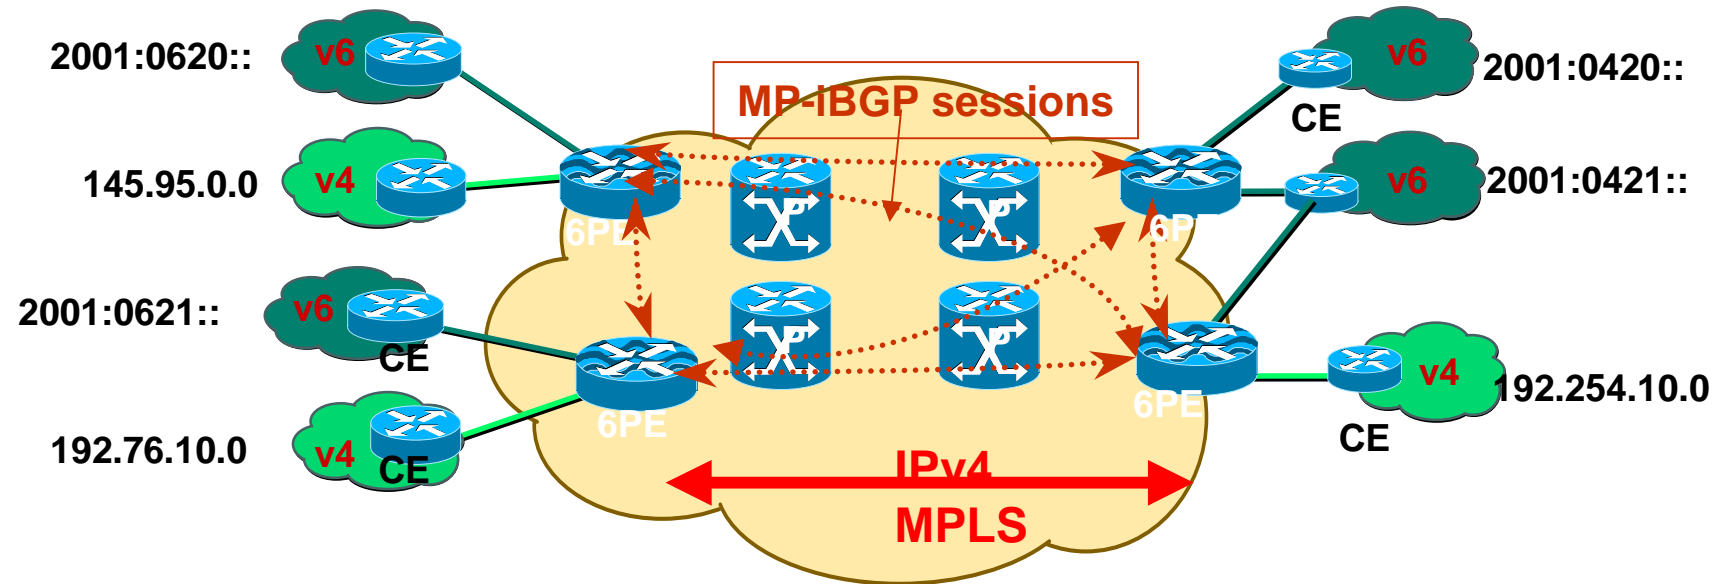 2001:0620::
v6
MP-iBGP sessions
v6
2001:0420::
CE
145.95.0.0
v4
v6
2001:0421::
6PE
P
P
6PE
2001:0621::
v6
CE
P
P
6PE
6PE
v4
192.254.10.0
CE
192.76.10.0
v4
CE
IPv4
MPLS